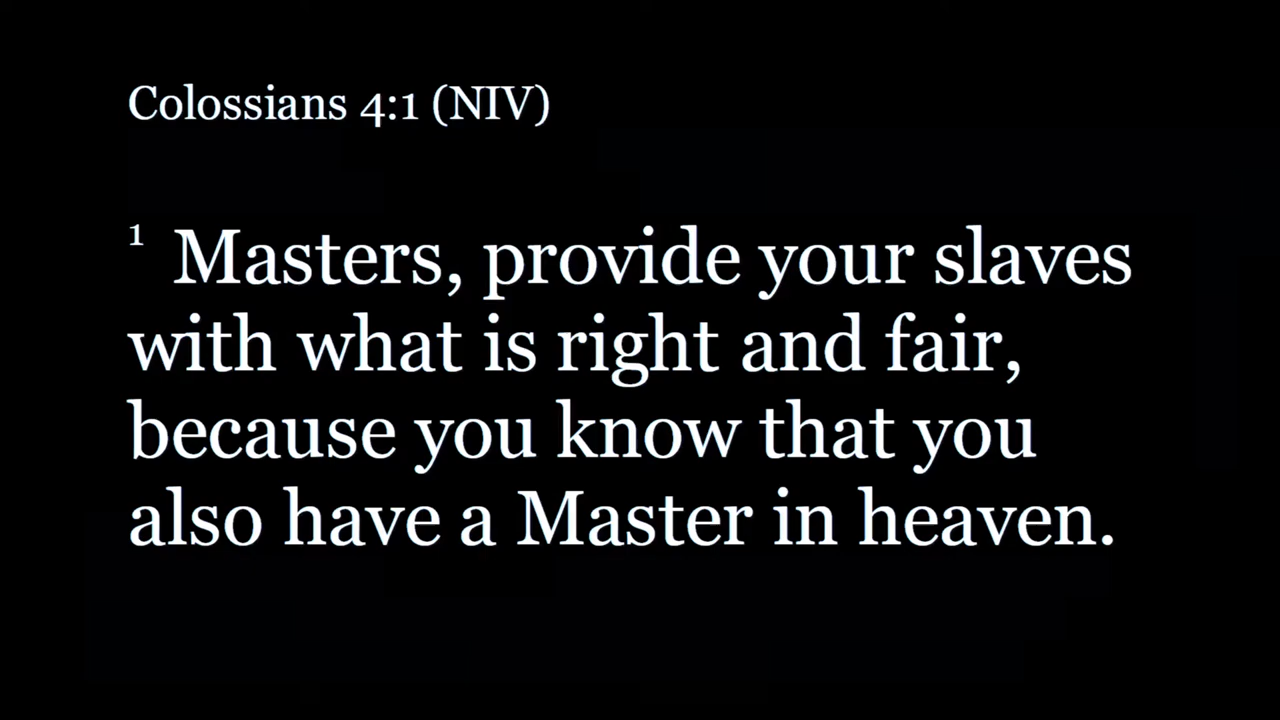 Colossians 4:1 (NIV)
1 Masters, provide your slaves
with what is right and fair,
because you know that you
also have a Master in heaven.